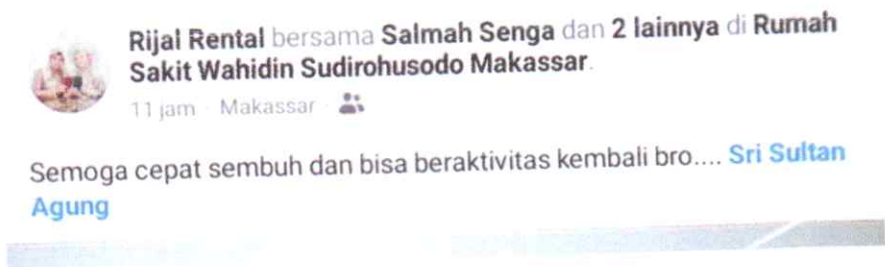 Rijal Rental bersama Salmah Senga dan 2 lainnya di Rumah
Sakit Wahidin Sudirohusodo Makassar.
11 jam · Makassar ·
Semoga cepat sembuh dan bisa beraktivitas kembali bro.... Sri Sultan
Agung